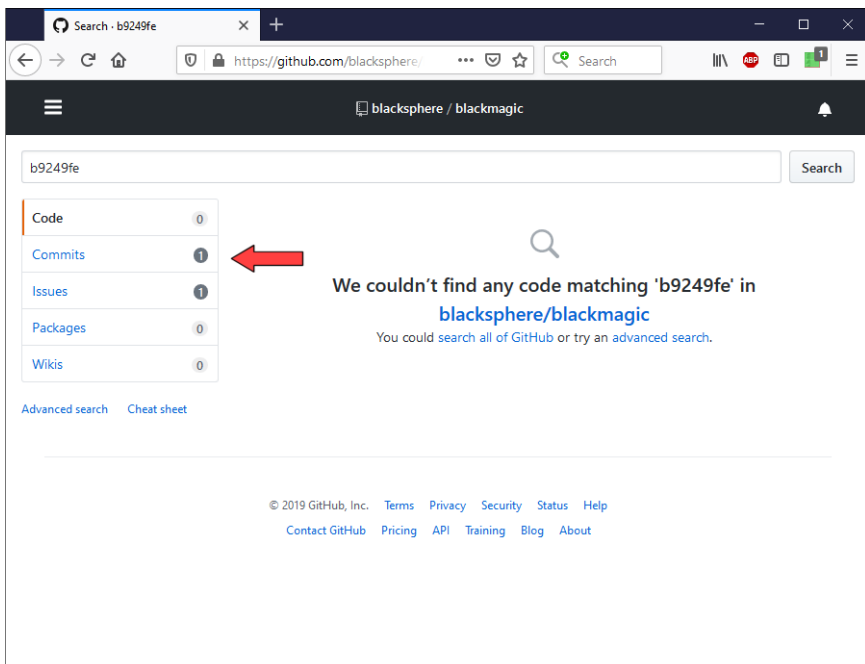 Search · b9249fe
https://github.com/blacksphere/
Search
ABP
1
blacksphere / blackmagic
b9249fe
Search
Code 0
Commits 1
Issues 1
Packages 0
Wikis 0
Advanced search Cheat sheet
We couldn’t find any code matching 'b9249fe' in
blacksphere/blackmagic
You could search all of GitHub or try an advanced search.
© 2019 GitHub, Inc. Terms Privacy Security Status Help
Contact GitHub Pricing API Training Blog About